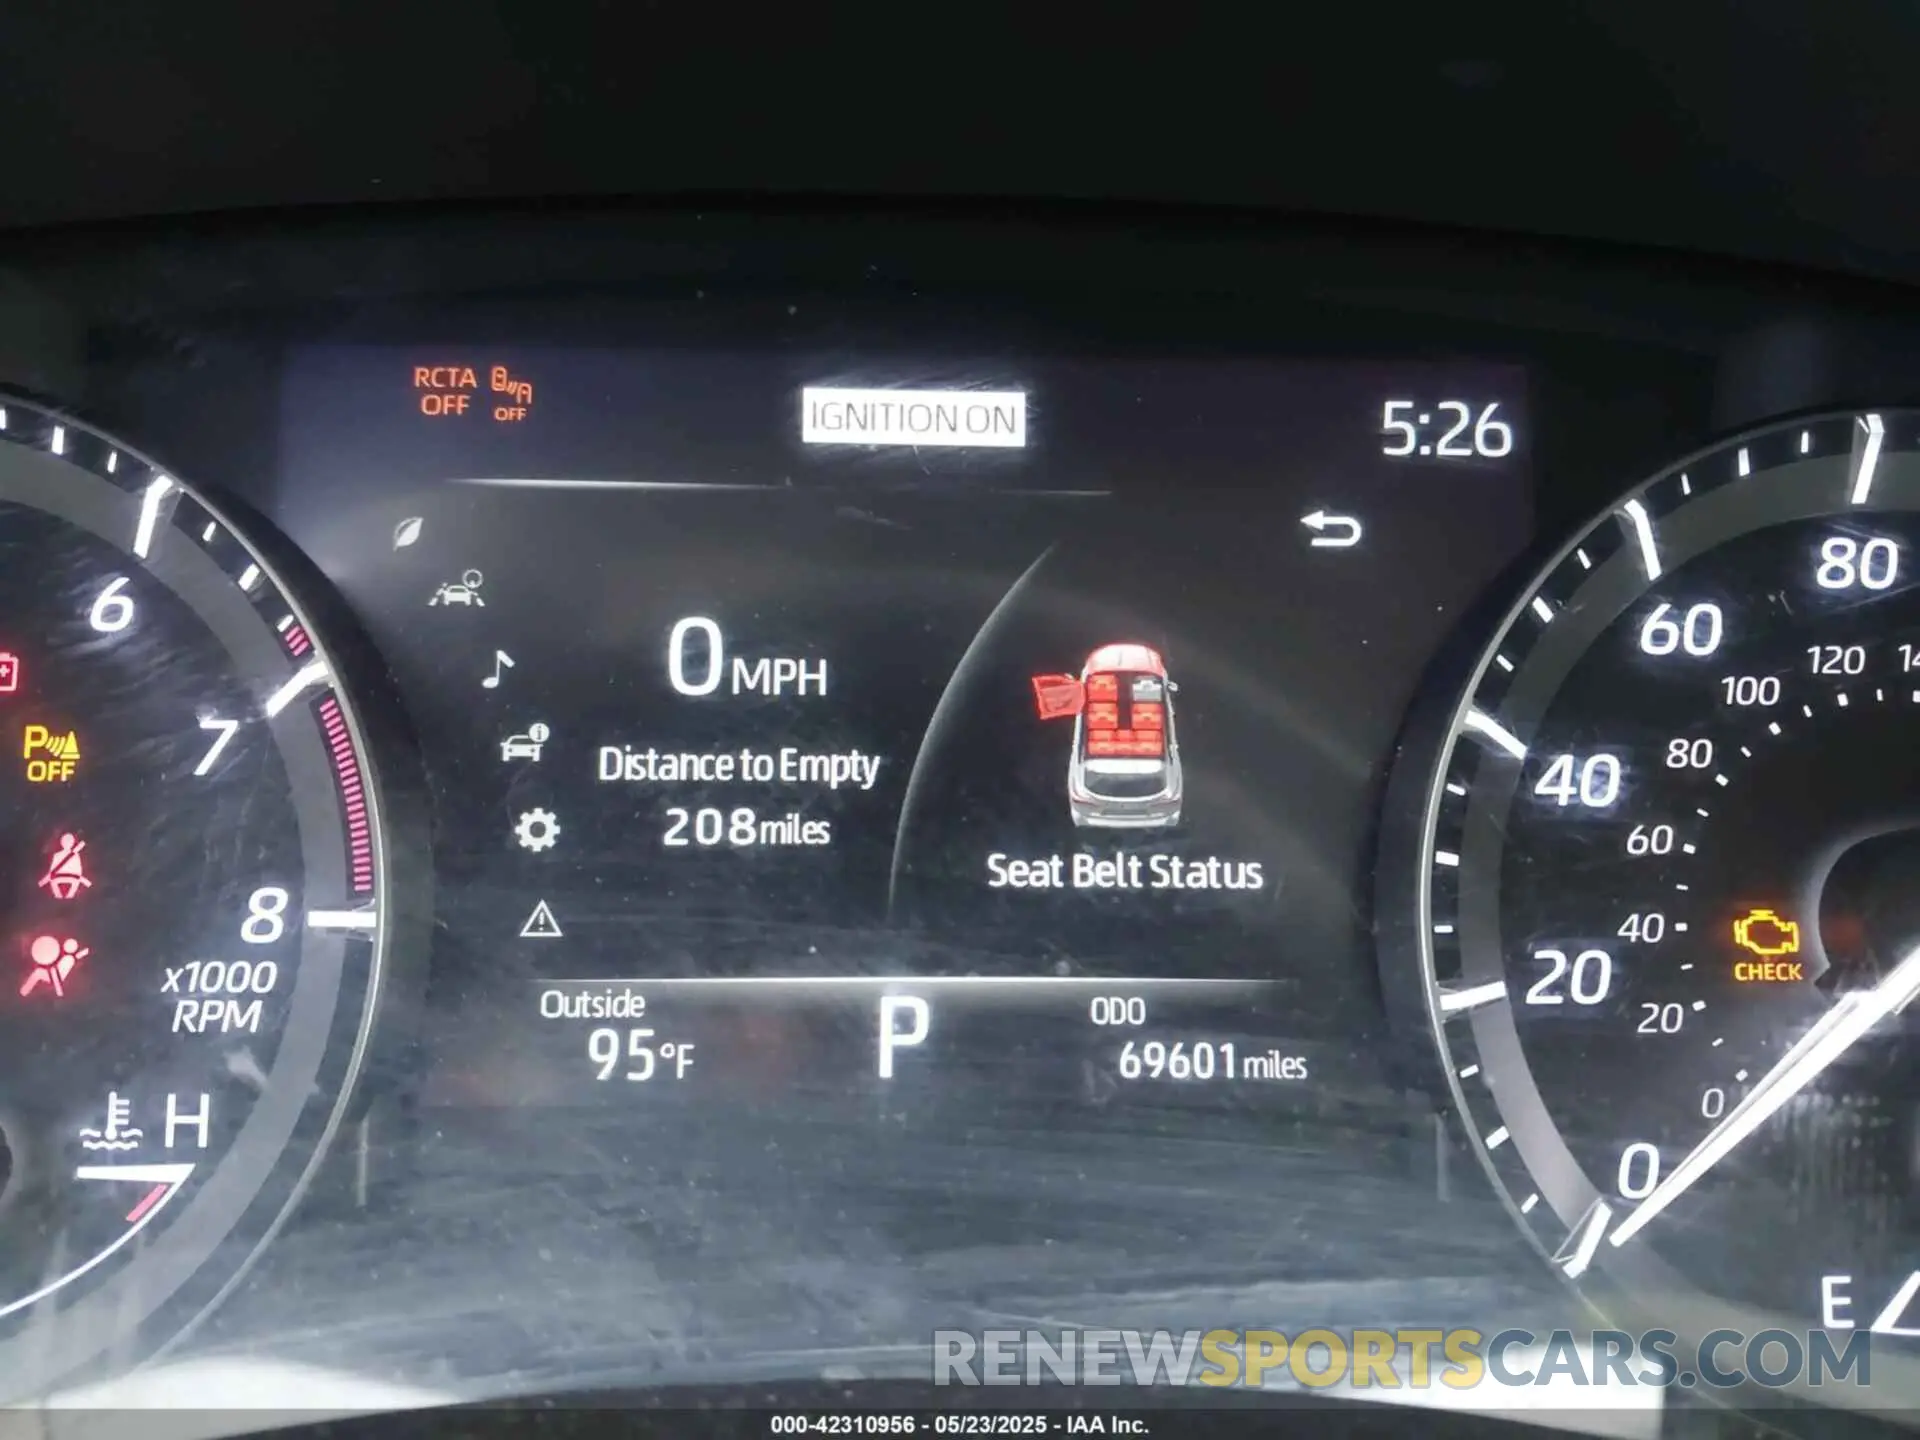 RCTA OFF
OFF
IGNITION ON
5:26
6
7
8
x1000
RPM
P OFF
H
0 MPH
Distance to Empty
208 miles
Seat Belt Status
Outside
95°F
P
ODO
69601 miles
80
60
40
20
0
120
100
80
60
40
20
0
CHECK
E
RENEWSPORTSCARS.COM
000-42310956 - 05/23/2025 - IAA Inc.